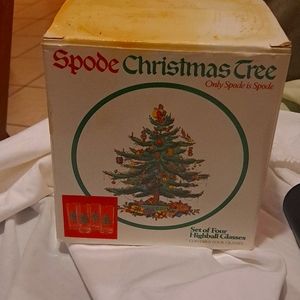 Spode Christmas Tree
Only Spode is Spode
Set of Four
Highball Glasses